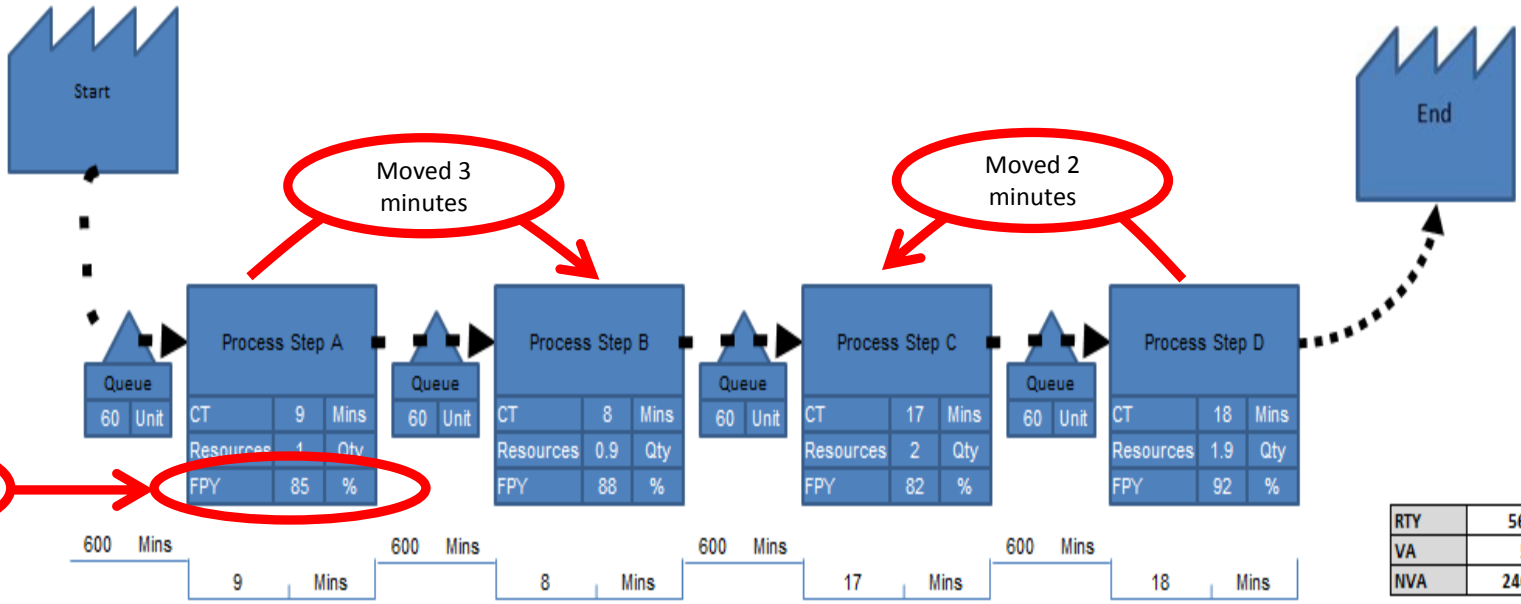 Start
End
Moved 3
minutes
Moved 2
minutes
Process Step A
Process Step B
Process Step C
Process Step D
Queue
60 Unit
CT 9 Mins
Resources 1 Qty
FPY 85 %
Queue
60 Unit
CT 8 Mins
Resources 0.9 Qty
FPY 88 %
Queue
60 Unit
CT 17 Mins
Resources 2 Qty
FPY 82 %
Queue
60 Unit
CT 18 Mins
Resources 1.9 Qty
FPY 92 %
600 Mins
9 Mins
600 Mins
8 Mins
600 Mins
17 Mins
600 Mins
18 Mins
RTY
VA
NVA